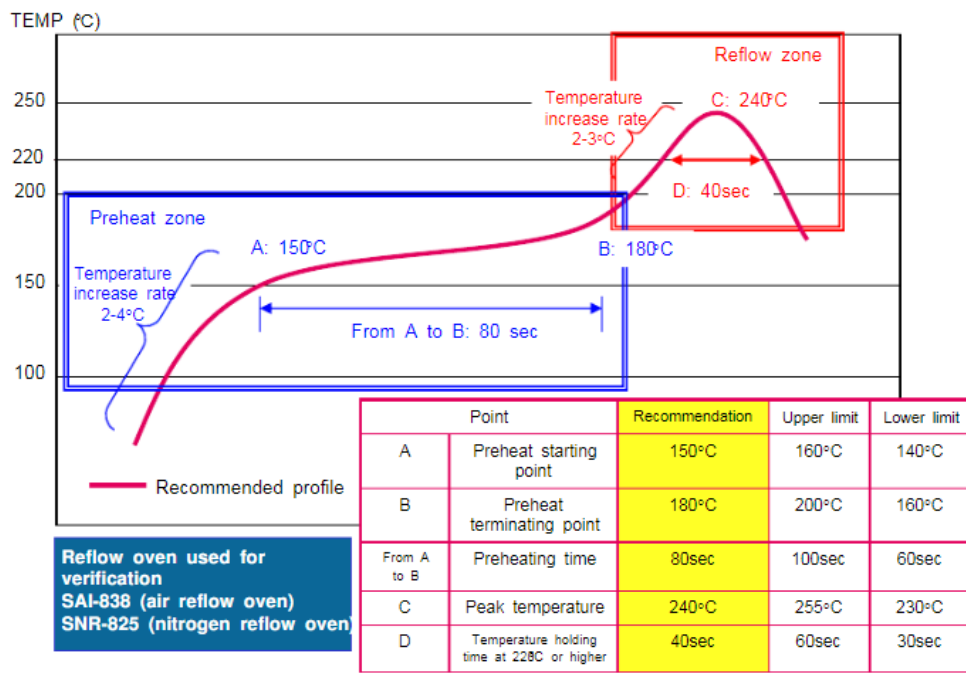 TEMP (℃)
250
220
200
150
100
Reflow zone
C: 240℃
Temperature
increase rate
2-3℃
D: 40sec
Preheat zone
A: 150℃
B: 180℃
Temperature
increase rate
2-4℃
From A to B: 80 sec
Recommended profile
Point Recommendation Upper limit Lower limit
A Preheat starting point 150℃ 160℃ 140℃
B Preheat terminating point 180℃ 200℃ 160℃
From A to B Preheating time 80sec 100sec 60sec
C Peak temperature 240℃ 255℃ 230℃
D Temperature holding time at or higher 40sec 60sec 30sec
Reflow oven used for
verification
SAI-838 (air reflow oven)
SNR-825 (nitrogen reflow oven)